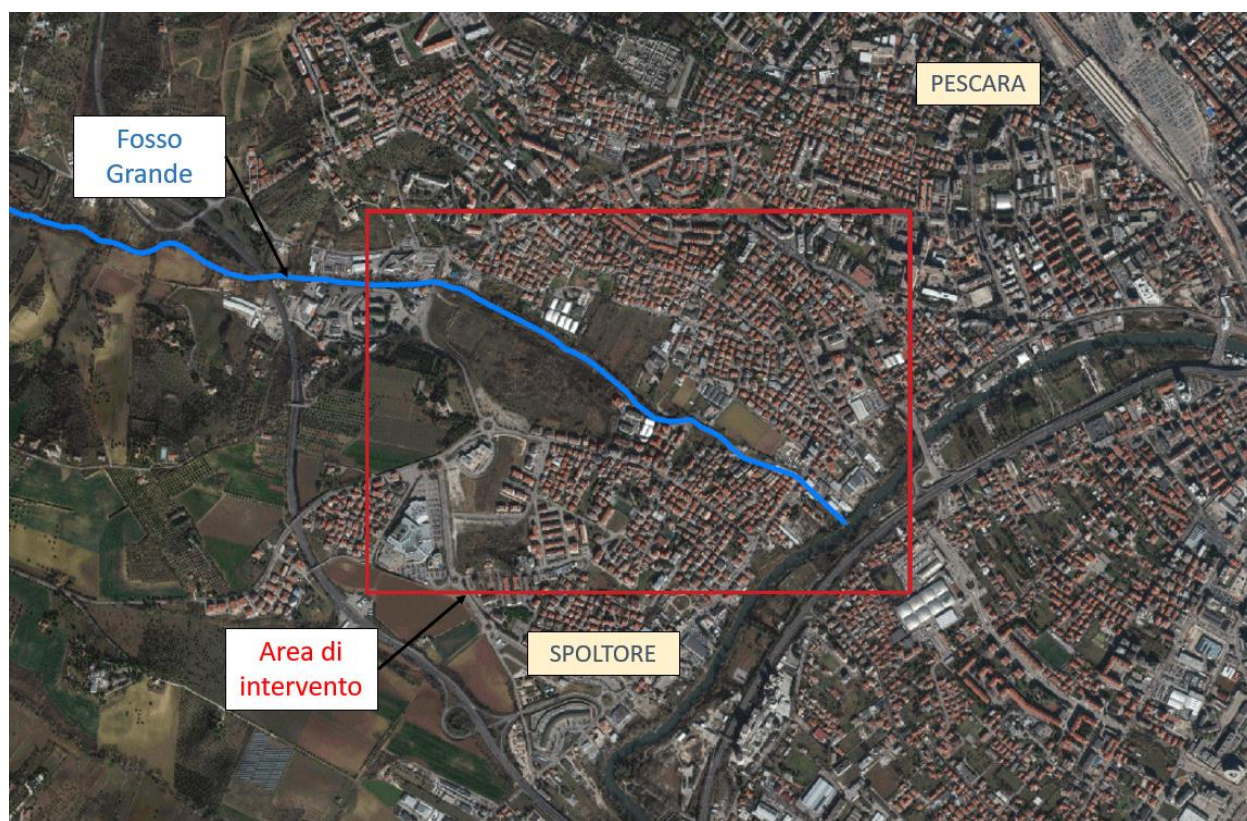 PESCARA
Fosso
Grande
Area di
intervento
SPOLTORE